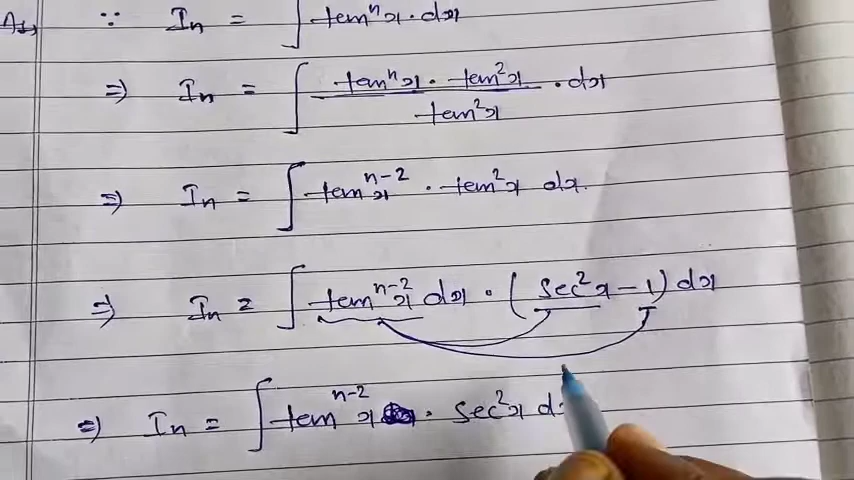 ∵ Iₙ = ∫ tanⁿx · dx
⇒ Iₙ = ∫ (tanⁿx · tan²x)/(tan²x) · dx
⇒ Iₙ = ∫ tanⁿ⁻²x · tan²x dx.
⇒ Iₙ = ∫ tanⁿ⁻²x dx · (sec²x − 1) dx
⇒ Iₙ = ∫ tanⁿ⁻²x · sec²x d